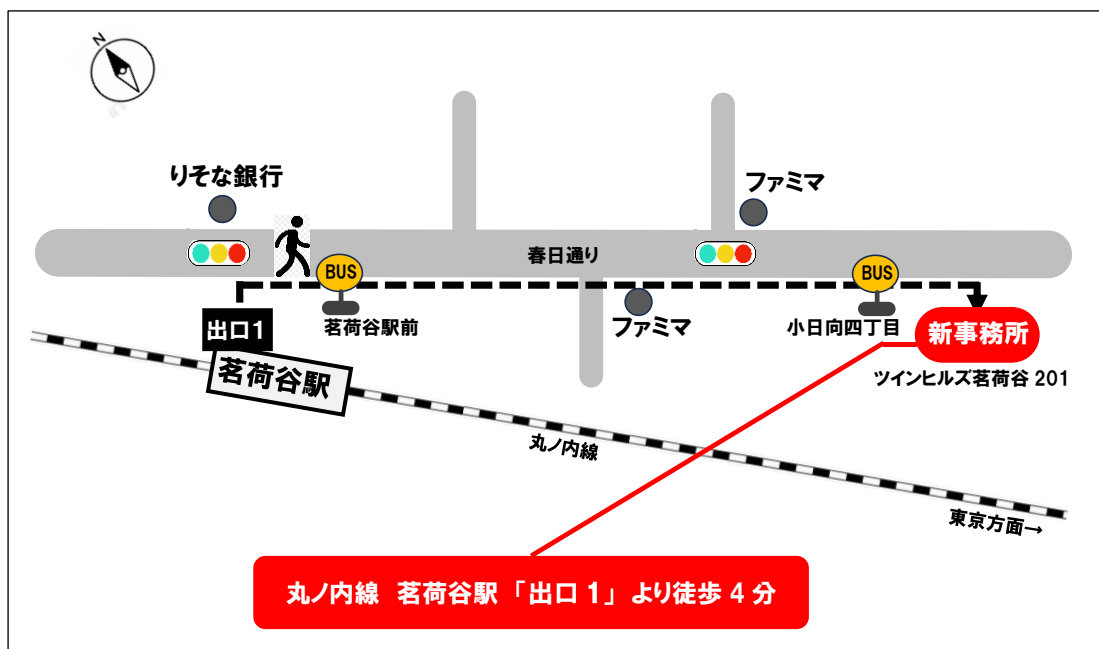 N
りそな銀行
ファミマ
春日通り
BUS
BUS
出口1
茗荷谷駅前
ファミマ
小日向四丁目
新事務所
茗荷谷駅
ツインヒルズ茗荷谷 201
丸ノ内線
東京方面→
丸ノ内線 茗荷谷駅 「出口 1」 より徒歩 4 分